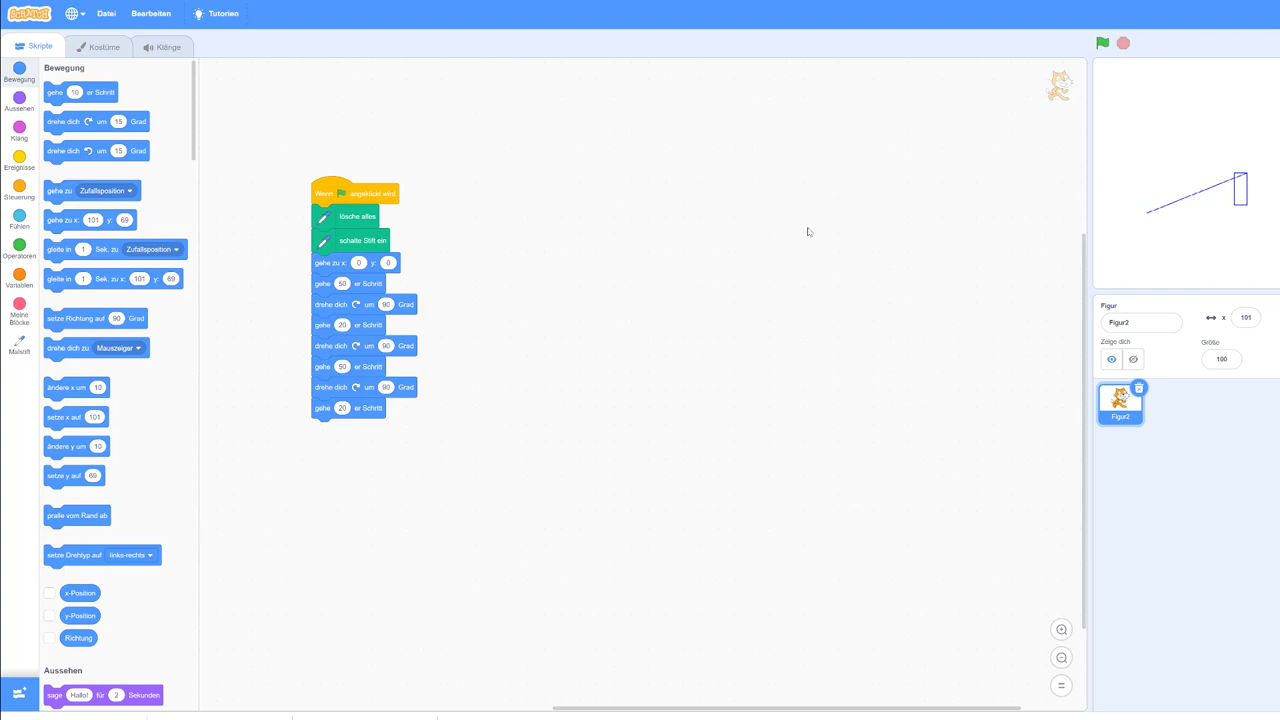 SCRATCH
Datei
Bearbeiten
Tutorien
Skripte
Kostüme
Klänge
Bewegung
Aussehen
Klang
Ereignisse
Steuerung
Fühlen
Operatoren
Variablen
Meine
Blöcke
Malstift
Bewegung
gehe 10 er Schritt
drehe dich um 15 Grad
drehe dich um 15 Grad
gehe zu Zufallsposition
gehe zu x: 101 y: 69
gleite in 1 Sek. zu Zufallsposition
gleite in 1 Sek. zu x: 101 y: 69
setze Richtung auf 90 Grad
drehe dich zu Mauszeiger
ändere x um 10
setze x auf 101
ändere y um 10
setze y auf 69
pralle vom Rand ab
setze Drehtyp auf links-rechts
x-Position
y-Position
Richtung
Aussehen
sage Hallo! für 2 Sekunden
Wenn angeklickt wird
lösche alles
schalte Stift ein
gehe zu x: 0 y: 0
gehe 50 er Schritt
drehe dich um 90 Grad
gehe 20 er Schritt
drehe dich um 90 Grad
gehe 50 er Schritt
drehe dich um 90 Grad
gehe 20 er Schritt
Figur
Figur2
x 101
Zeige dich
Größe
100
Figur2